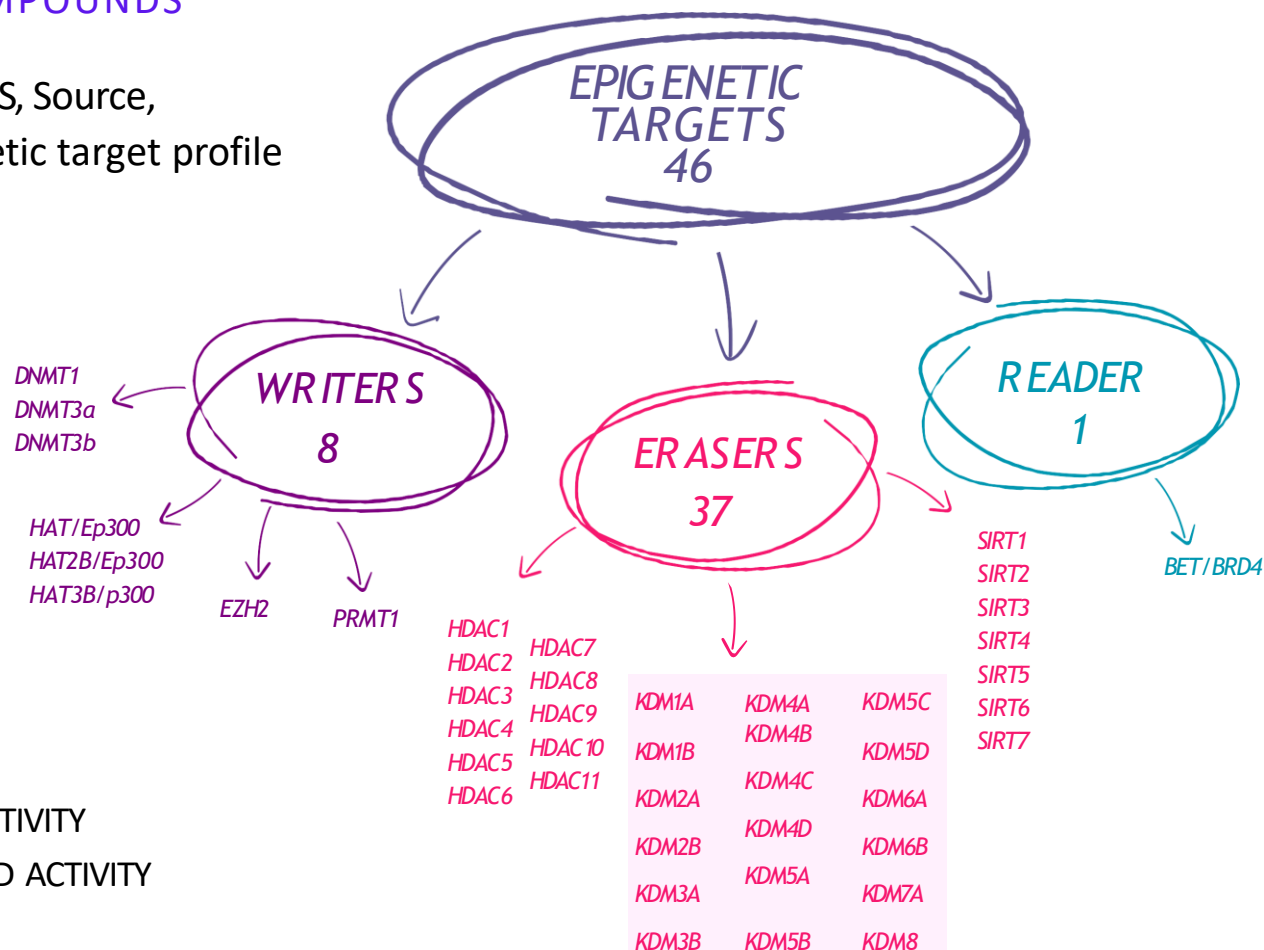 S, Source,
etic target profile
EPIGENETIC
TARGETS
46
WRITERS
8
ERASERS
37
READER
1
DNMT1
DNMT3a
DNMT3b
HAT/Ep300
HAT2B/Ep300
HAT3B/p300
EZH2
PRMT1
HDAC1
HDAC2
HDAC3
HDAC4
HDAC5
HDAC6
HDAC7
HDAC8
HDAC9
HDAC10
HDAC11
KDM1A
KDM1B
KDM2A
KDM2B
KDM3A
KDM3B
KDM4A
KDM4B
KDM4C
KDM4D
KDM5A
KDM5B
KDM5C
KDM5D
KDM6A
KDM6B
KDM7A
KDM8
SIRT1
SIRT2
SIRT3
SIRT4
SIRT5
SIRT6
SIRT7
BET/BRD4
TIVITY
D ACTIVITY